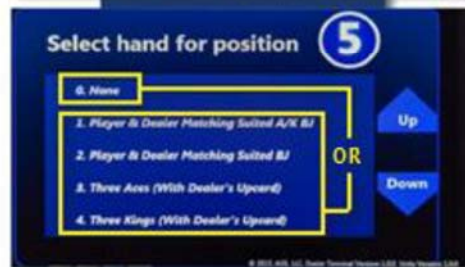 Select hand for position 5
0. None
1. Player & Dealer Matching Suited A/K BJ
2. Player & Dealer Matching Suited BJ
3. Three Aces (With Dealer's Upcard)
4. Three Kings (With Dealer's Upcard)
OR
Up
Down